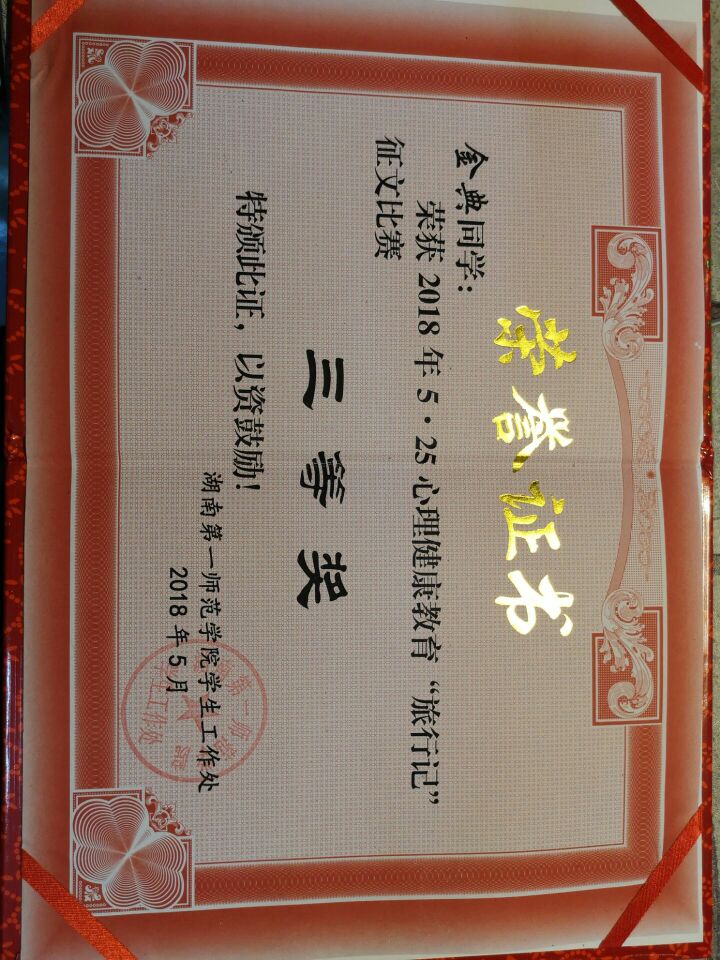 荣誉证书
金典同学：
荣获 2018 年 5·25 心理健康教育 “旅行记”
征文比赛
三等奖
特颁此证，以资鼓励！
湖南第一师范学院学生工作处
2018 年 5 月